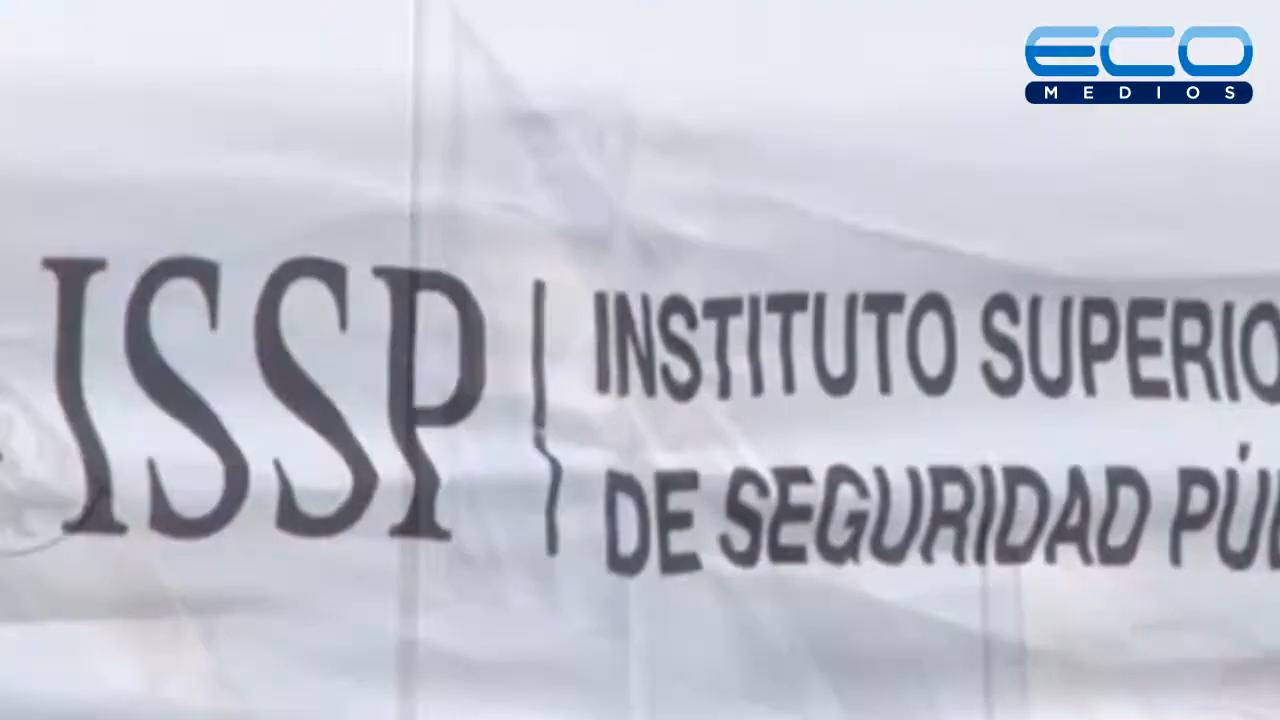 ECO
MEDIOS
ISSP
INSTITUTO SUPERIO
DE SEGURIDAD PÚ